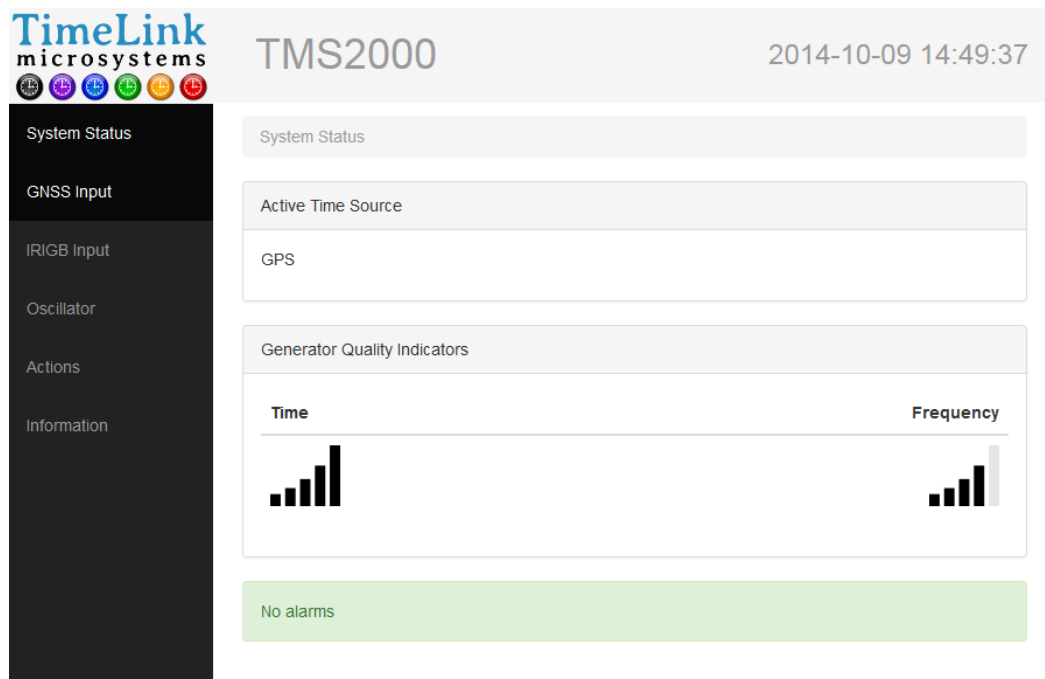 TimeLink
microsystems
TMS2000
2014-10-09 14:49:37
System Status
GNSS Input
IRIGB Input
Oscillator
Actions
Information
System Status
Active Time Source
GPS
Generator Quality Indicators
Time
Frequency
No alarms